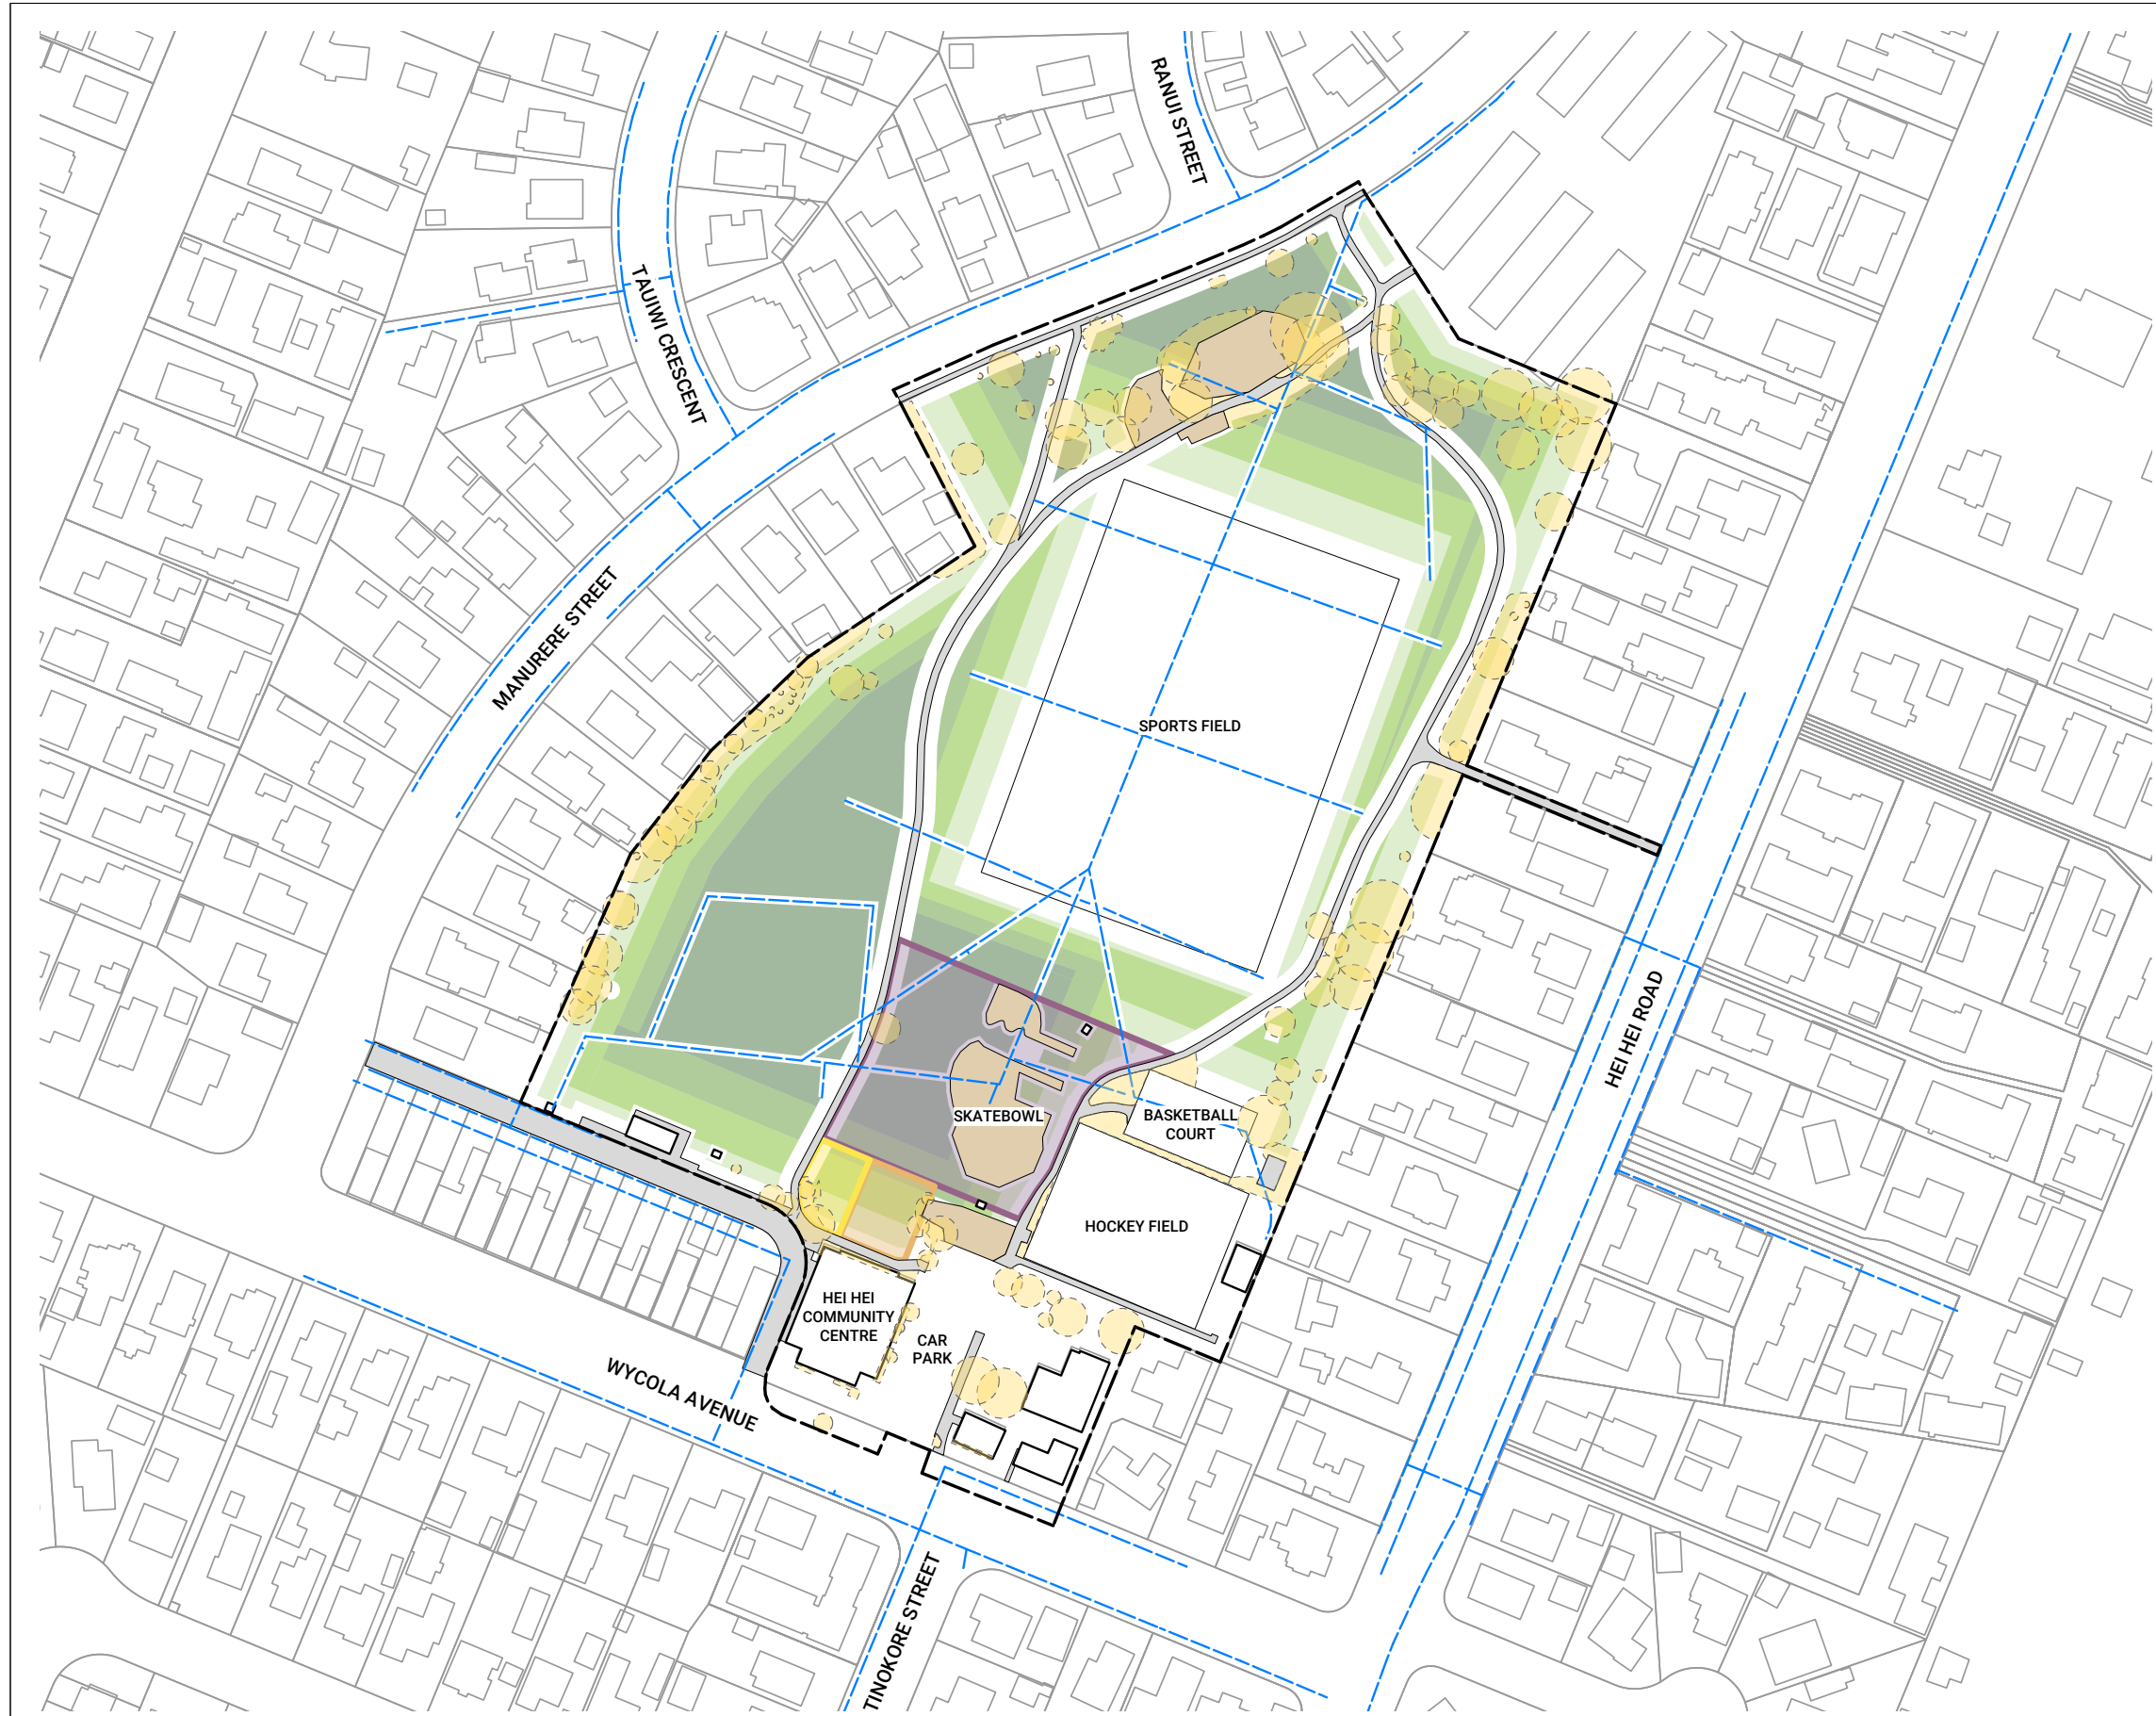 RANUI STREET
TAUIWI CRESCENT
MANURERE STREET
SPORTS FIELD
HEI HEI ROAD
SKATEBOWL
BASKETBALL
COURT
HOCKEY FIELD
HEI HEI
COMMUNITY
CENTRE
CAR
PARK
WYCOLA AVENUE
TINOKORE STREET